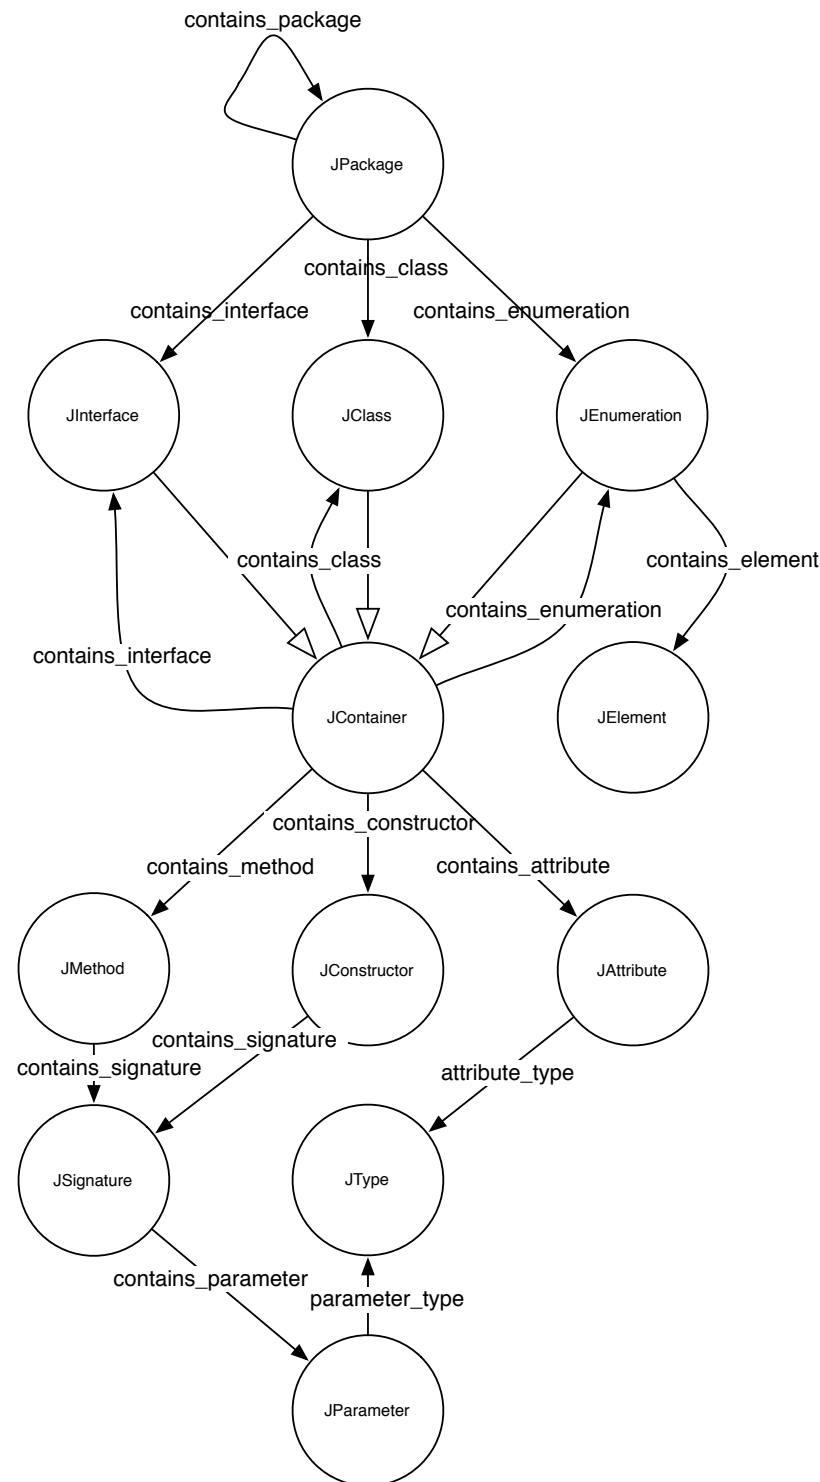 contains_package
JPackage
contains_class
contains_interface
contains_enumeration
JInterface
JClass
JEnumeration
contains_class
contains_element
contains_enumeration
contains_interface
JContainer
JElement
contains_constructor
contains_method
contains_attribute
JMethod
JConstructor
JAttribute
contains_signature
contains_signature
attribute_type
JSignature
JType
contains_parameter
parameter_type
JParameter